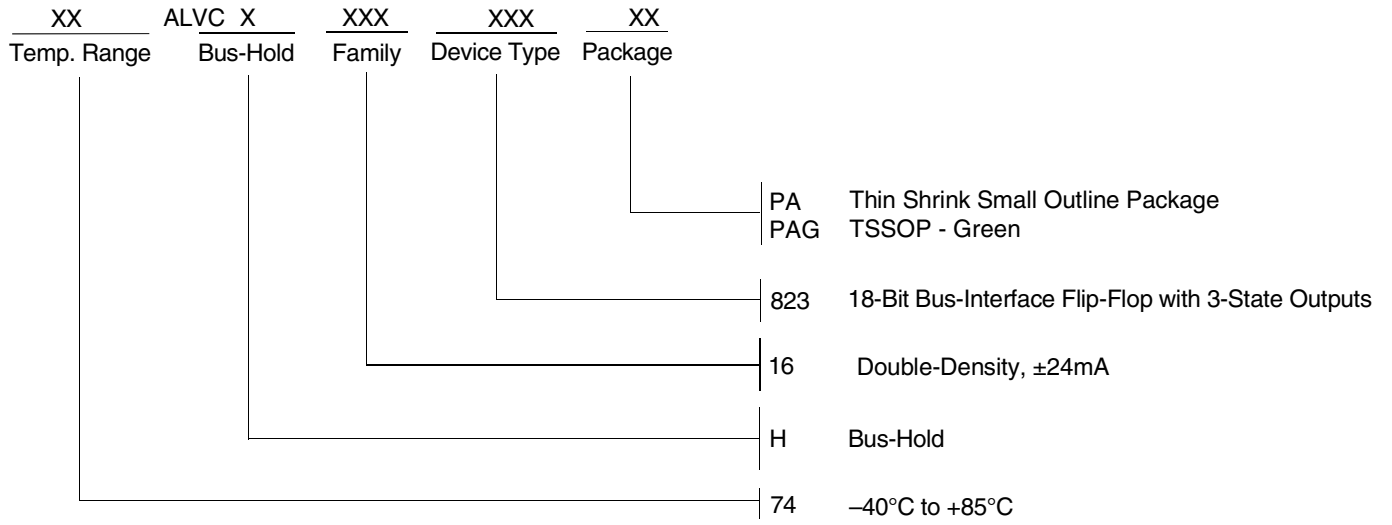 XX ALVC X XXX XXX XX
Temp. Range Bus-Hold Family Device Type Package
PA Thin Shrink Small Outline Package
PAG TSSOP - Green
823 18-Bit Bus-Interface Flip-Flop with 3-State Outputs
16 Double-Density, ±24mA
H Bus-Hold
74 –40°C to +85°C